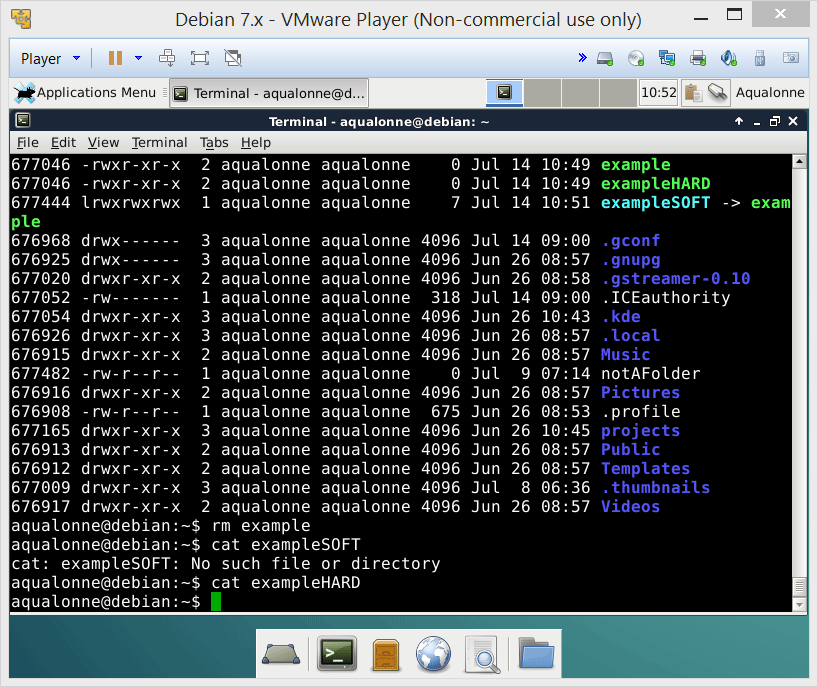 Debian 7.x - VMware Player (Non-commercial use only)
Player
Applications Menu
Terminal - aqualonne@d...
10:52
Aqualonne
Terminal - aqualonne@debian: ~
File Edit View Terminal Tabs Help
677046 -rwxr-xr-x  2 aqualonne aqualonne    0 Jul 14 10:49 example
677046 -rwxr-xr-x  2 aqualonne aqualonne    0 Jul 14 10:49 exampleHARD
677444 lrwxrwxrwx  1 aqualonne aqualonne    7 Jul 14 10:51 exampleSOFT -> exam
ple
676968 drwx------  3 aqualonne aqualonne 4096 Jul 14 09:00 .gconf
676925 drwx------  3 aqualonne aqualonne 4096 Jun 26 08:57 .gnupg
677020 drwxr-xr-x  2 aqualonne aqualonne 4096 Jun 26 08:58 .gstreamer-0.10
677052 -rw-------  1 aqualonne aqualonne  318 Jul 14 09:00 .ICEauthority
677054 drwxr-xr-x  3 aqualonne aqualonne 4096 Jun 26 10:43 .kde
676926 drwxr-xr-x  3 aqualonne aqualonne 4096 Jun 26 08:57 .local
676915 drwxr-xr-x  2 aqualonne aqualonne 4096 Jun 26 08:57 Music
677482 -rw-r--r--  1 aqualonne aqualonne    0 Jul  9 07:14 notAFolder
676916 drwxr-xr-x  2 aqualonne aqualonne 4096 Jun 26 08:57 Pictures
676908 -rw-r--r--  1 aqualonne aqualonne  675 Jun 26 08:53 .profile
677165 drwxr-xr-x  3 aqualonne aqualonne 4096 Jun 26 10:45 projects
676913 drwxr-xr-x  2 aqualonne aqualonne 4096 Jun 26 08:57 Public
676912 drwxr-xr-x  2 aqualonne aqualonne 4096 Jun 26 08:57 Templates
677009 drwxr-xr-x  3 aqualonne aqualonne 4096 Jul  8 06:36 .thumbnails
676917 drwxr-xr-x  2 aqualonne aqualonne 4096 Jun 26 08:57 Videos
aqualonne@debian:~$ rm example
aqualonne@debian:~$ cat exampleSOFT
cat: exampleSOFT: No such file or directory
aqualonne@debian:~$ cat exampleHARD
aqualonne@debian:~$